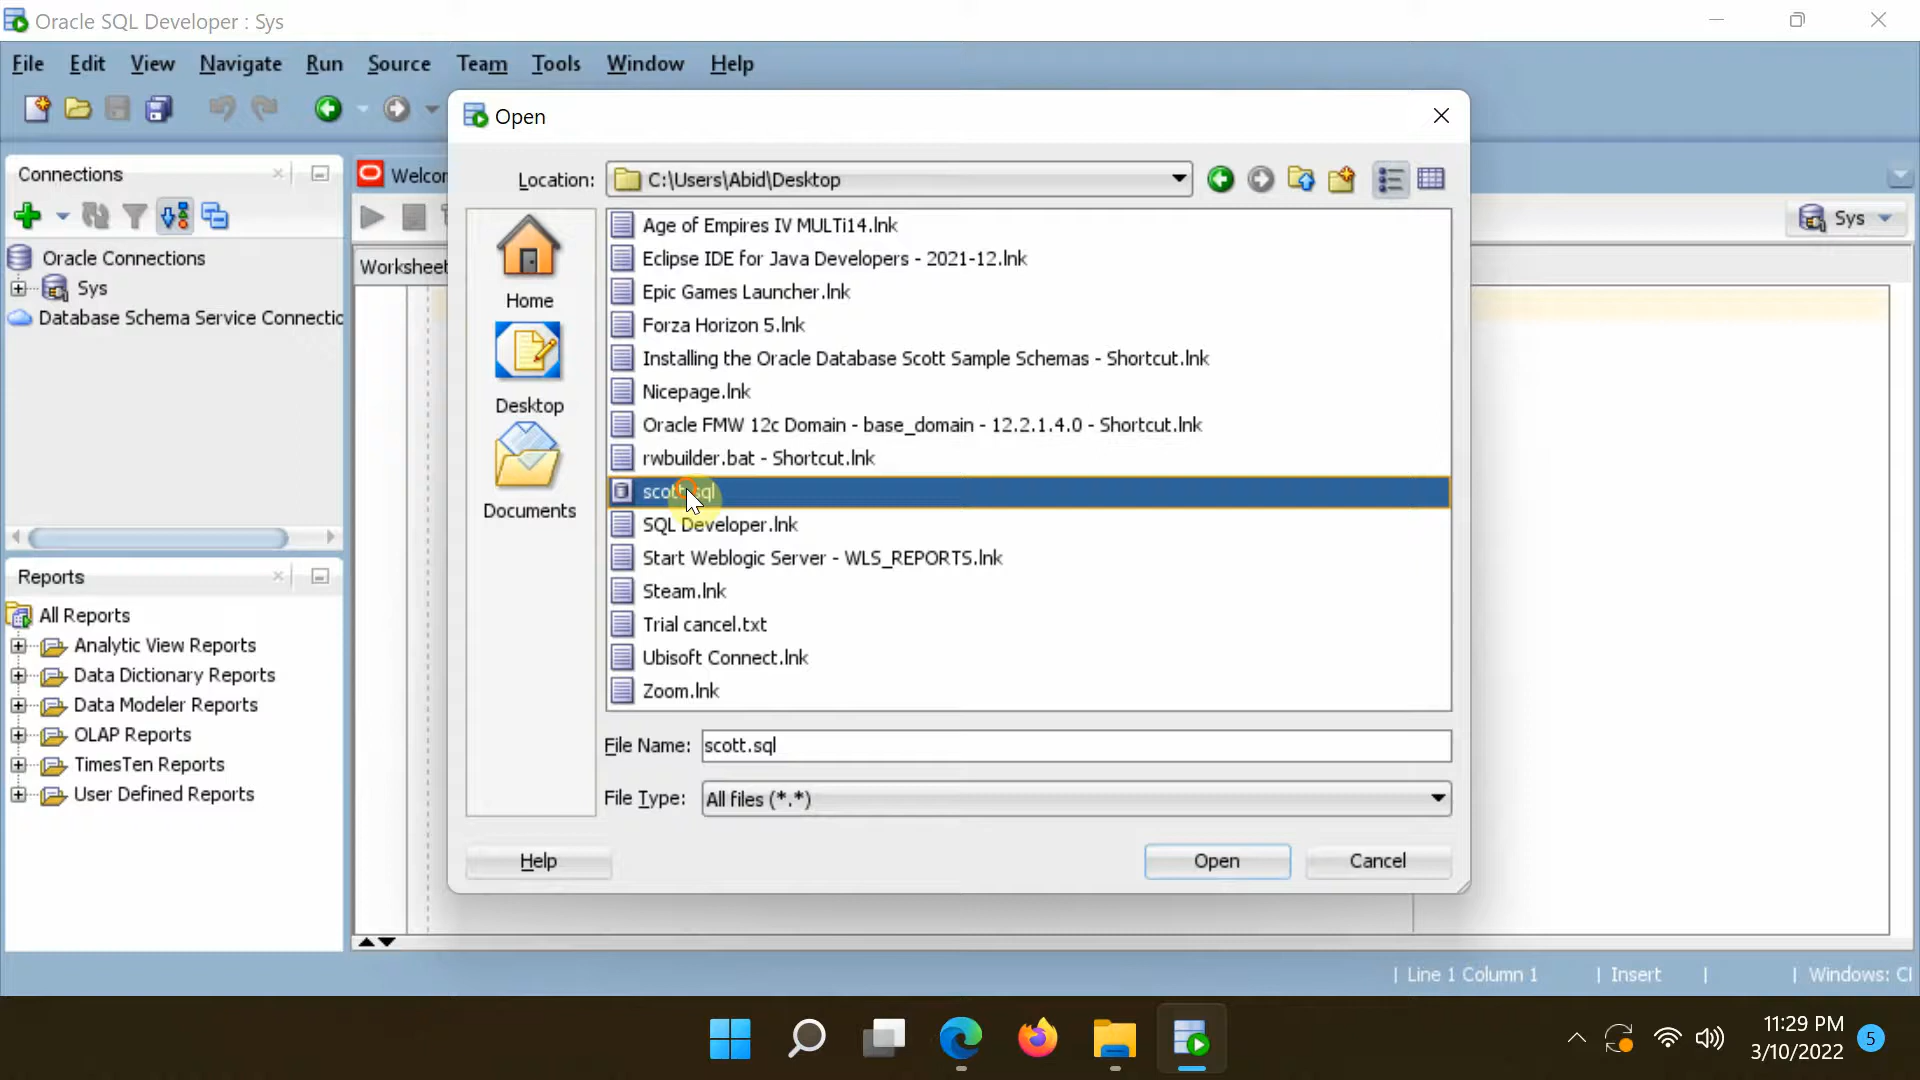 Oracle SQL Developer : Sys
File Edit View Navigate Run Source Team Tools Window Help
Open
Connections
Oracle Connections
Sys
Database Schema Service Connectic
Reports
All Reports
Analytic View Reports
Data Dictionary Reports
Data Modeler Reports
OLAP Reports
TimesTen Reports
User Defined Reports
Welcor
Worksheet
Location: C:\Users\Abid\Desktop
Home
Desktop
Documents
Age of Empires IV MULTi14.lnk
Eclipse IDE for Java Developers - 2021-12.lnk
Epic Games Launcher.lnk
Forza Horizon 5.lnk
Installing the Oracle Database Scott Sample Schemas - Shortcut.lnk
Nicepage.lnk
Oracle FMW 12c Domain - base_domain - 12.2.1.4.0 - Shortcut.lnk
rwbuilder.bat - Shortcut.lnk
scott.sql
SQL Developer.lnk
Start Weblogic Server - WLS_REPORTS.lnk
Steam.lnk
Trial cancel.txt
Ubisoft Connect.lnk
Zoom.lnk
File Name: scott.sql
File Type: All files (*.*)
Help Open Cancel
Sys
| Line 1 Column 1 | Insert | | Windows: Cl
11:29 PM
3/10/2022
5